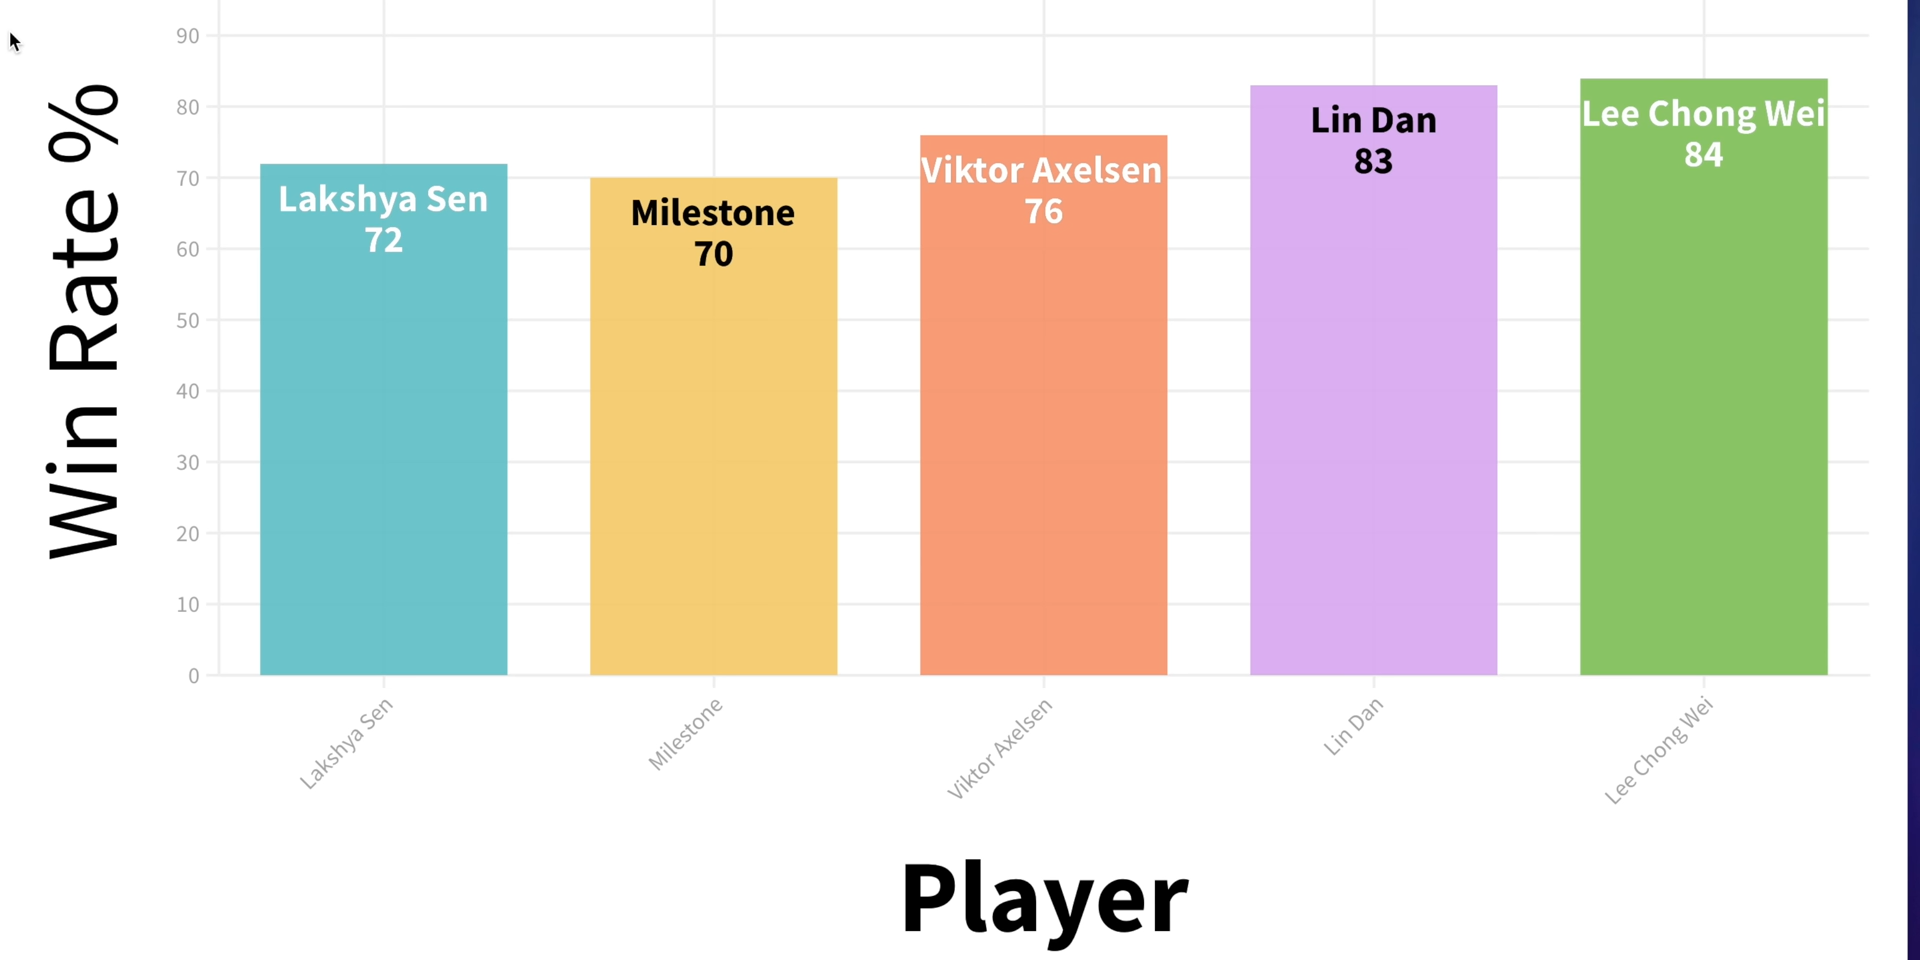 Win Rate %
90
80
70
60
50
40
30
20
10
0
Lakshya Sen
72
Milestone
70
Viktor Axelsen
76
Lin Dan
83
Lee Chong Wei
84
Lakshya Sen
Milestone
Viktor Axelsen
Lin Dan
Lee Chong Wei
Player